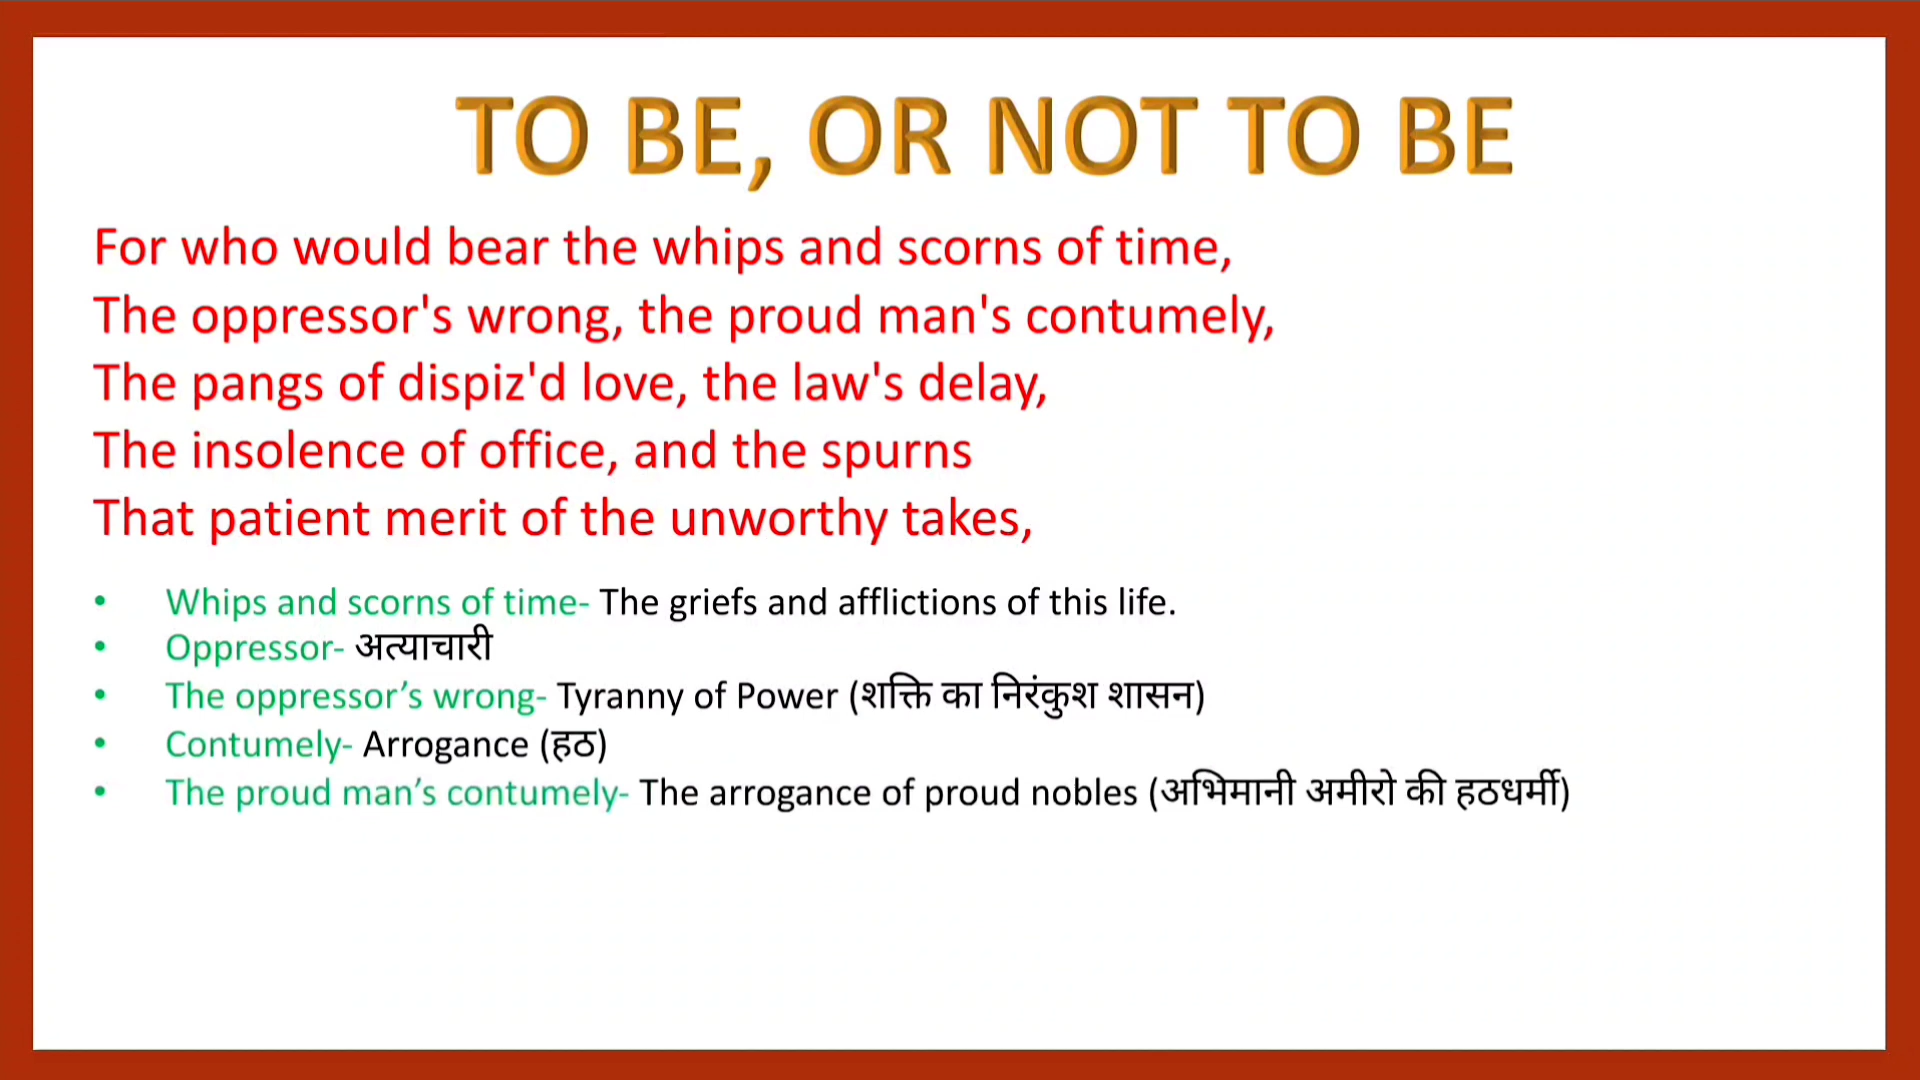 TO BE, OR NOT TO BE
For who would bear the whips and scorns of time,
The oppressor's wrong, the proud man's contumely,
The pangs of dispiz'd love, the law's delay,
The insolence of office, and the spurns
That patient merit of the unworthy takes,
• Whips and scorns of time- The griefs and afflictions of this life.
• Oppressor- अत्याचारी
• The oppressor’s wrong- Tyranny of Power (शक्ति का निरंकुश शासन)
• Contumely- Arrogance (हठ)
• The proud man’s contumely- The arrogance of proud nobles (अभिमानी अमीरो की हठधर्मी)